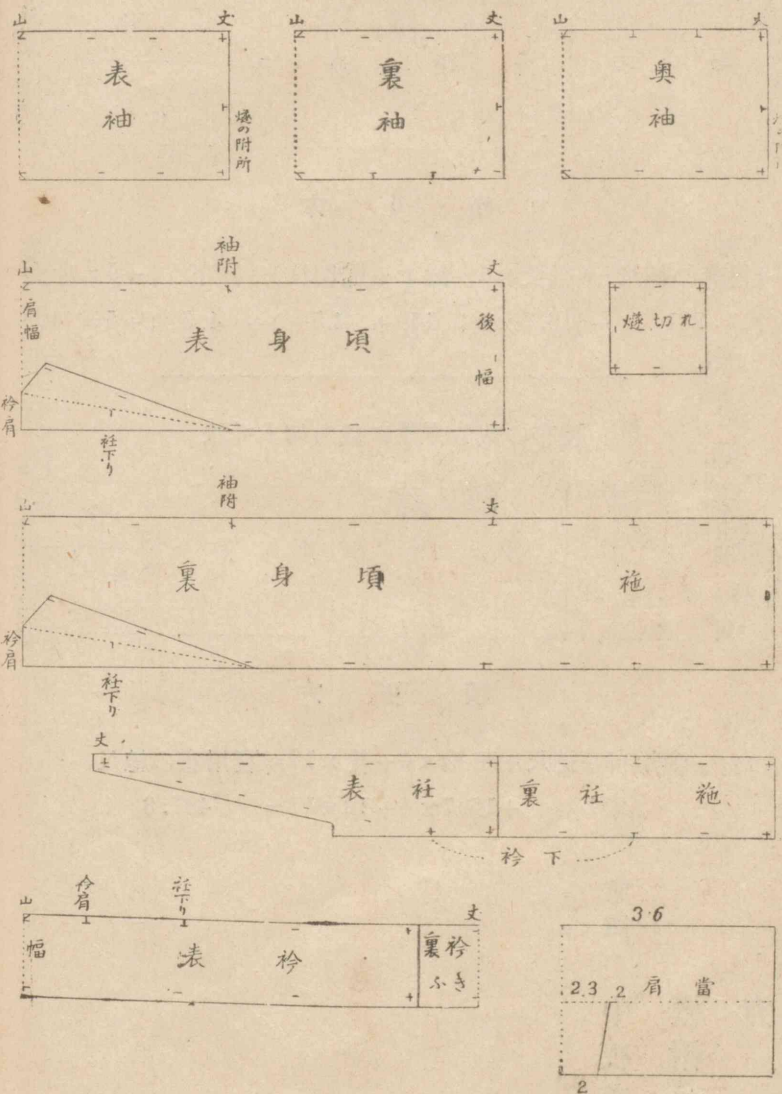 山 丈
表袖
燧の附所
山 丈
裏袖
山 丈
奥袖
袖附
山 丈
肩幅
表身頃
後幅
衿肩
衽下り
燧切れ
袖附
山 丈
裏身頃 袘
衿肩
衽下り
丈
表衽 裏衽 袘
衿下
山 衿肩 衽下り 丈
幅 表衿
裏衿
ふき
3·6
2.3 2 肩當
2